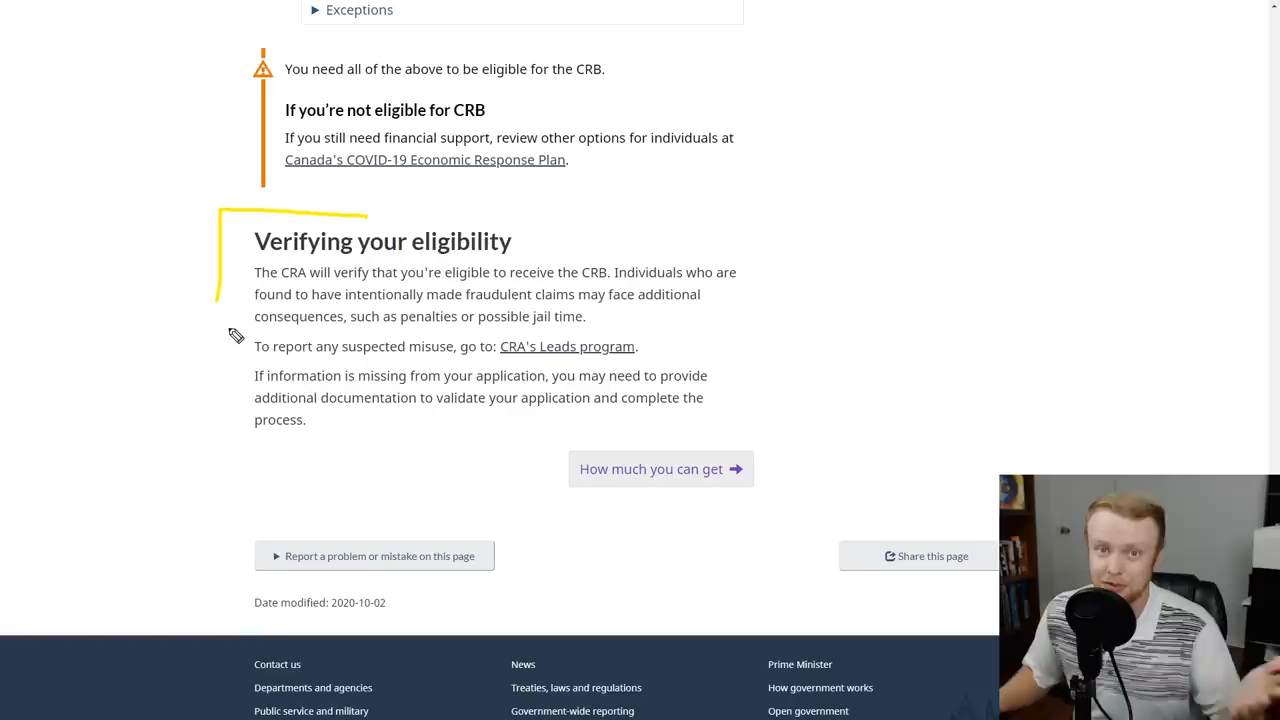 Exceptions
You need all of the above to be eligible for the CRB.
If you’re not eligible for CRB
If you still need financial support, review other options for individuals at
Canada's COVID-19 Economic Response Plan.
Verifying your eligibility
The CRA will verify that you're eligible to receive the CRB. Individuals who are
found to have intentionally made fraudulent claims may face additional
consequences, such as penalties or possible jail time.
To report any suspected misuse, go to: CRA's Leads program.
If information is missing from your application, you may need to provide
additional documentation to validate your application and complete the
process.
How much you can get
Report a problem or mistake on this page
Share this page
Date modified: 2020-10-02
Contact us
News
Prime Minister
Departments and agencies
Treaties, laws and regulations
How government works
Public service and military
Government-wide reporting
Open government